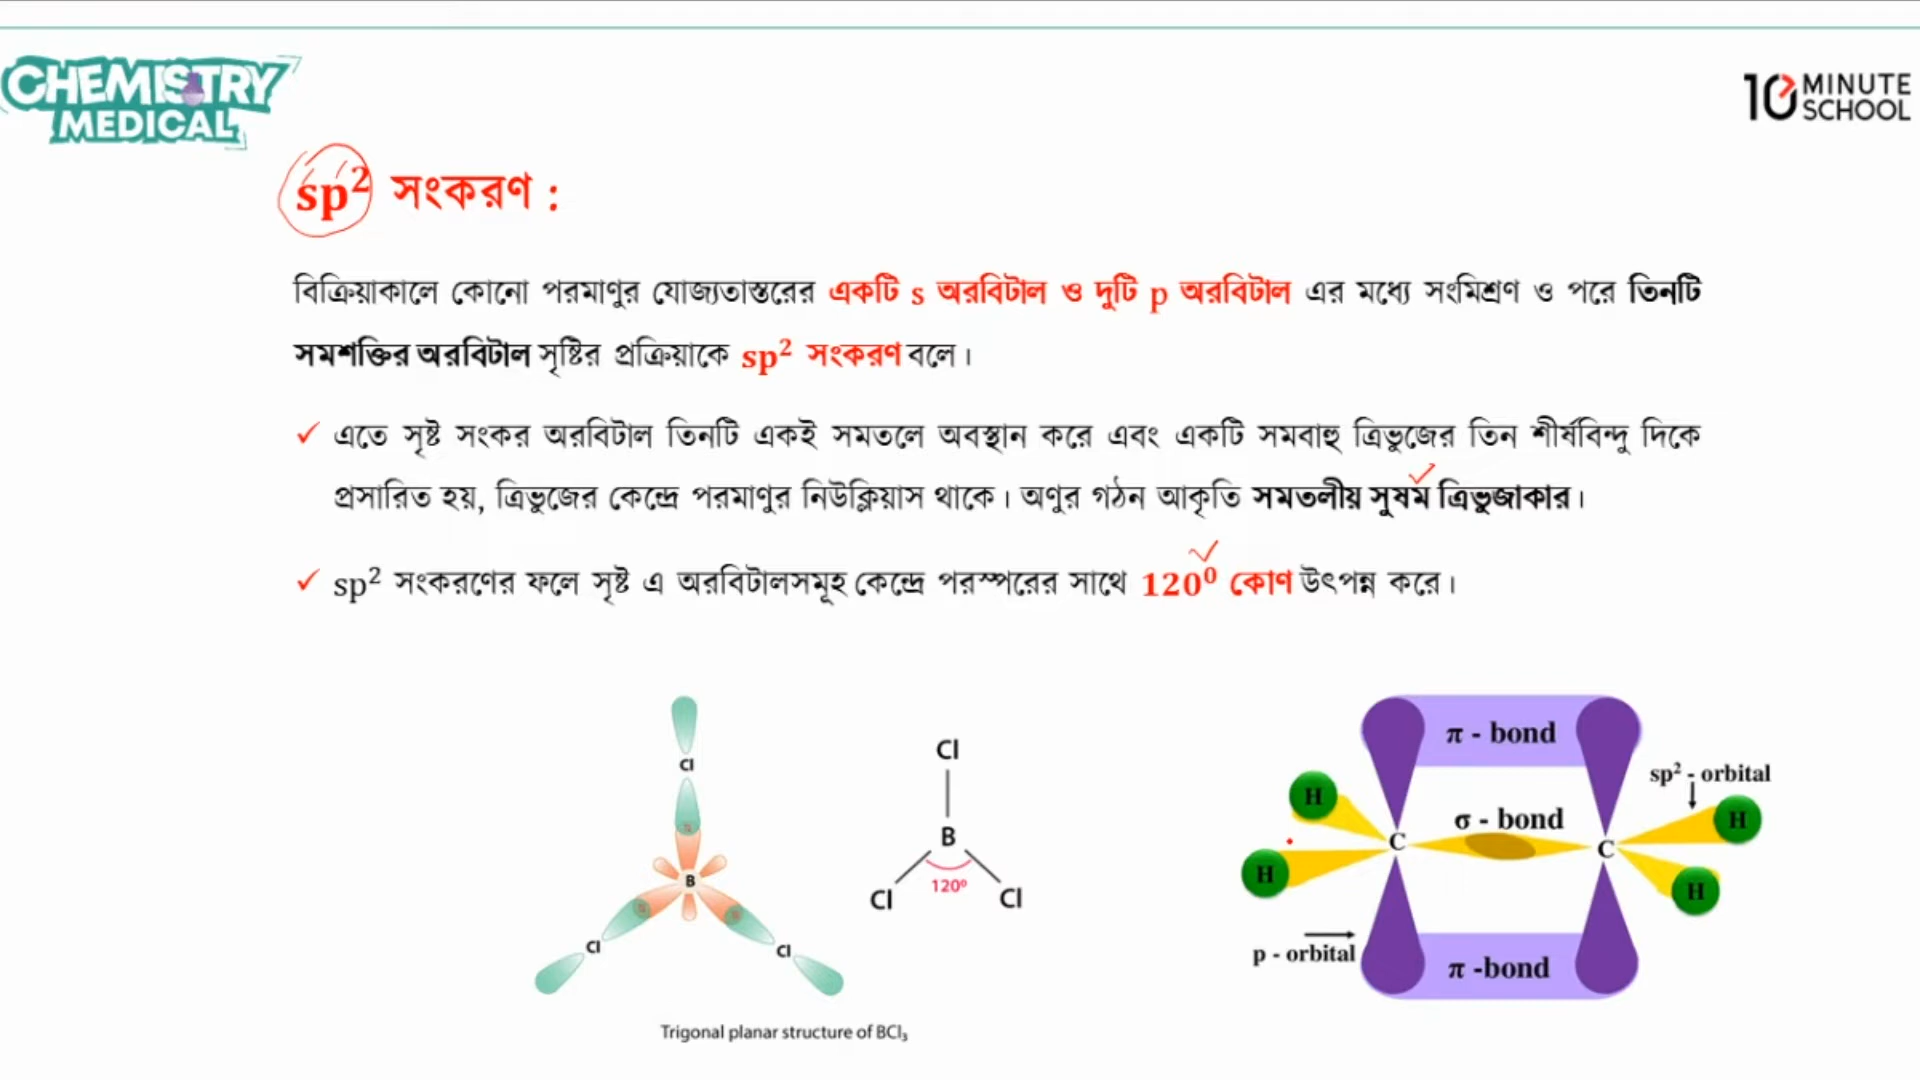 CHEMISTRY
MEDICAL
10 MINUTE
SCHOOL
sp² সংকরণ :
বিক্রিয়াকালে কোনো পরমাণুর যোজ্যতাস্তরের একটি s অরবিটাল ও দুটি p অরবিটাল এর মধ্যে সংমিশ্রণ ও পরে তিনটি
সমশক্তির অরবিটাল সৃষ্টির প্রক্রিয়াকে sp² সংকরণ বলে।
✓ এতে সৃষ্ট সংকর অরবিটাল তিনটি একই সমতলে অবস্থান করে এবং একটি সমবাহু ত্রিভুজের তিন শীর্ষবিন্দু দিকে
প্রসারিত হয়, ত্রিভুজের কেন্দ্রে পরমাণুর নিউক্লিয়াস থাকে। অণুর গঠন আকৃতি সমতলীয় সুষম ত্রিভুজাকার।
✓ sp² সংকরণের ফলে সৃষ্ট এ অরবিটালসমূহ কেন্দ্রে পরস্পরের সাথে 120⁰ কোণ উৎপন্ন করে।
Cl
B
Cl
Cl
Cl
B
120⁰
Cl
Cl
Trigonal planar structure of BCl₃
π - bond
sp² - orbital
H
σ - bond
H
C
C
H
H
p - orbital
π -bond